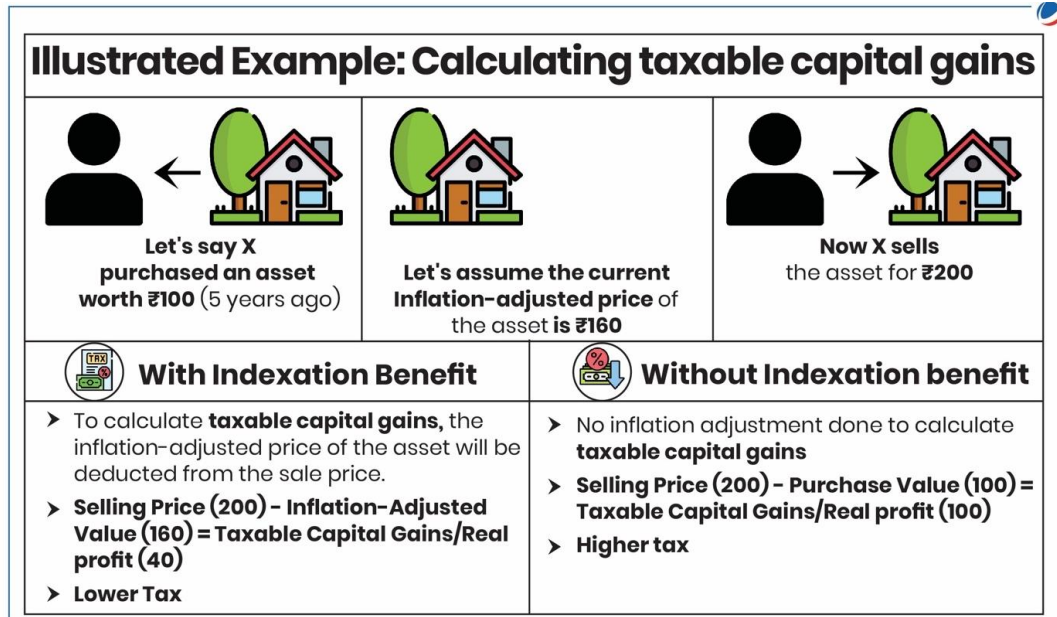 Illustrated Example: Calculating taxable capital gains
Let's say X
purchased an asset
worth ₹100 (5 years ago)
Let's assume the current
Inflation-adjusted price of
the asset is ₹160
Now X sells
the asset for ₹200
TAX
With Indexation Benefit
➤ To calculate taxable capital gains, the
inflation-adjusted price of the asset will be
deducted from the sale price.
➤ Selling Price (200) - Inflation-Adjusted
Value (160) = Taxable Capital Gains/Real
profit (40)
➤ Lower Tax
%
Without Indexation benefit
➤ No inflation adjustment done to calculate
taxable capital gains
➤ Selling Price (200) - Purchase Value (100) =
Taxable Capital Gains/Real profit (100)
➤ Higher tax